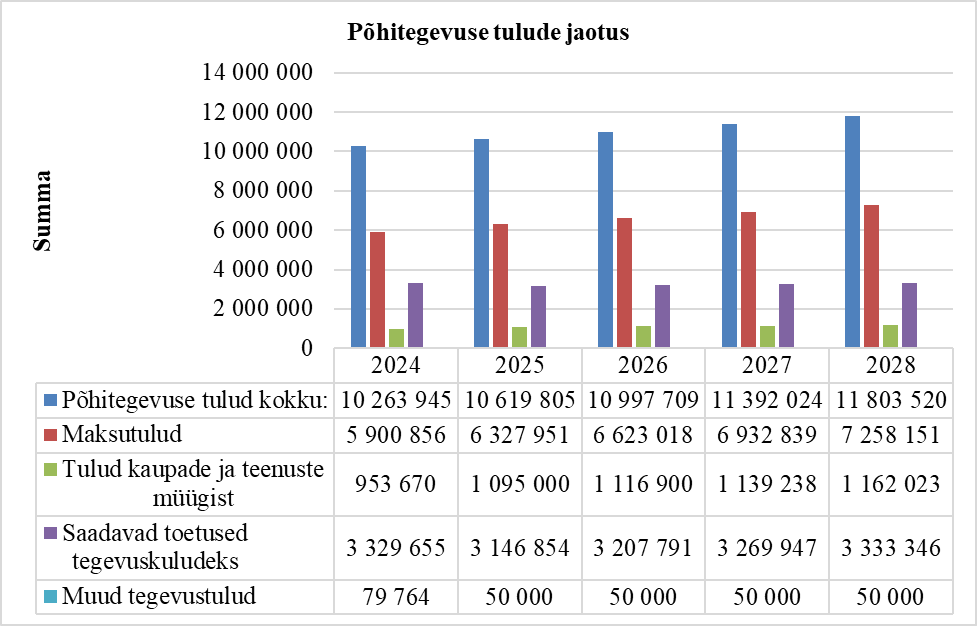 Põhitegevuse tulude jaotus
Summa
14 000 000
12 000 000
10 000 000
8 000 000
6 000 000
4 000 000
2 000 000
0
2024 2025 2026 2027 2028
Põhitegevuse tulud kokku: 10 263 945 10 619 805 10 997 709 11 392 024 11 803 520
Maksutulud 5 900 856 6 327 951 6 623 018 6 932 839 7 258 151
Tulud kaupade ja teenuste
müügist 953 670 1 095 000 1 116 900 1 139 238 1 162 023
Saadavad toetused
tegevuskuludeks 3 329 655 3 146 854 3 207 791 3 269 947 3 333 346
Muud tegevustulud 79 764 50 000 50 000 50 000 50 000